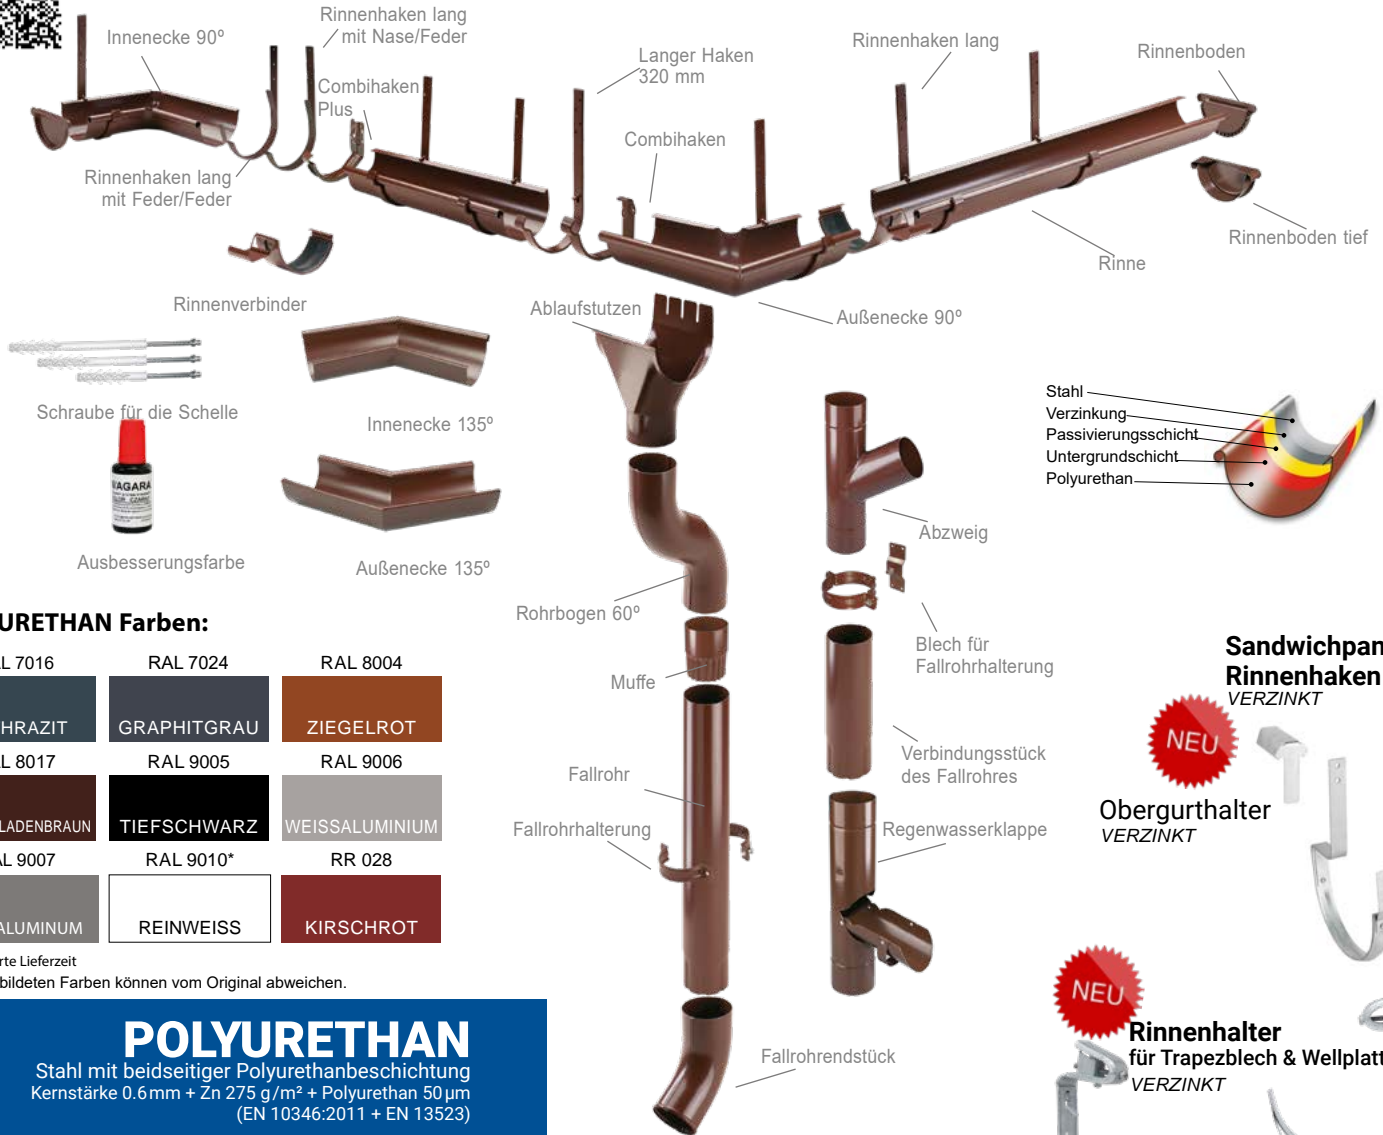 Innenecke 90º
Rinnenhaken lang
mit Nase/Feder
Combihaken
Plus
Langer Haken
320 mm
Rinnenhaken lang
Rinnenboden
Combihaken
Rinnenhaken lang
mit Feder/Feder
Rinnenboden tief
Rinne
Rinnenverbinder
Ablaufstutzen
Außenecke 90º
Schraube für die Schelle
Innenecke 135º
Stahl
Verzinkung
Passivierungsschicht
Untergrundschicht
Polyurethan
Ausbesserungsfarbe
Außenecke 135º
Abzweig
Rohrbogen 60º
Blech für
Fallrohrhalterung
Muffe
Verbindungsstück
des Fallrohres
Fallrohr
Fallrohrhalterung
Regenwasserklappe
Fallrohrendstück
URETHAN Farben:
L 7016
RAL 7024
RAL 8004
HRAZIT
GRAPHITGRAU
ZIEGELROT
L 8017
RAL 9005
RAL 9006
LADENBRAUN
TIEFSCHWARZ
WEISSALUMINIUM
L 9007
RAL 9010*
RR 028
ALUMINUM
REINWEISS
KIRSCHROT
rte Lieferzeit
bildeten Farben können vom Original abweichen.
POLYURETHAN
Stahl mit beidseitiger Polyurethanbeschichtung
Kernstärke 0.6 mm + Zn 275 g/m² + Polyurethan 50 µm
(EN 10346:2011 + EN 13523)
Sandwichpan
Rinnenhaken
VERZINKT
NEU
Obergurthalter
VERZINKT
NEU
Rinnenhalter
für Trapezblech & Wellplatt
VERZINKT